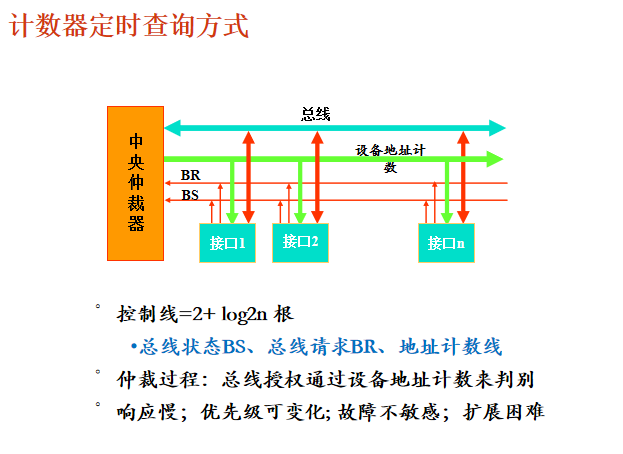 计数器定时查询方式
总线
中央仲裁器
设备地址计
数
BR
BS
接口1
接口2
接口n
控制线=2+ log2n 根
•总线状态BS、总线请求BR、地址计数线
仲裁过程：总线授权通过设备地址计数来判别
响应慢；优先级可变化; 故障不敏感；扩展困难